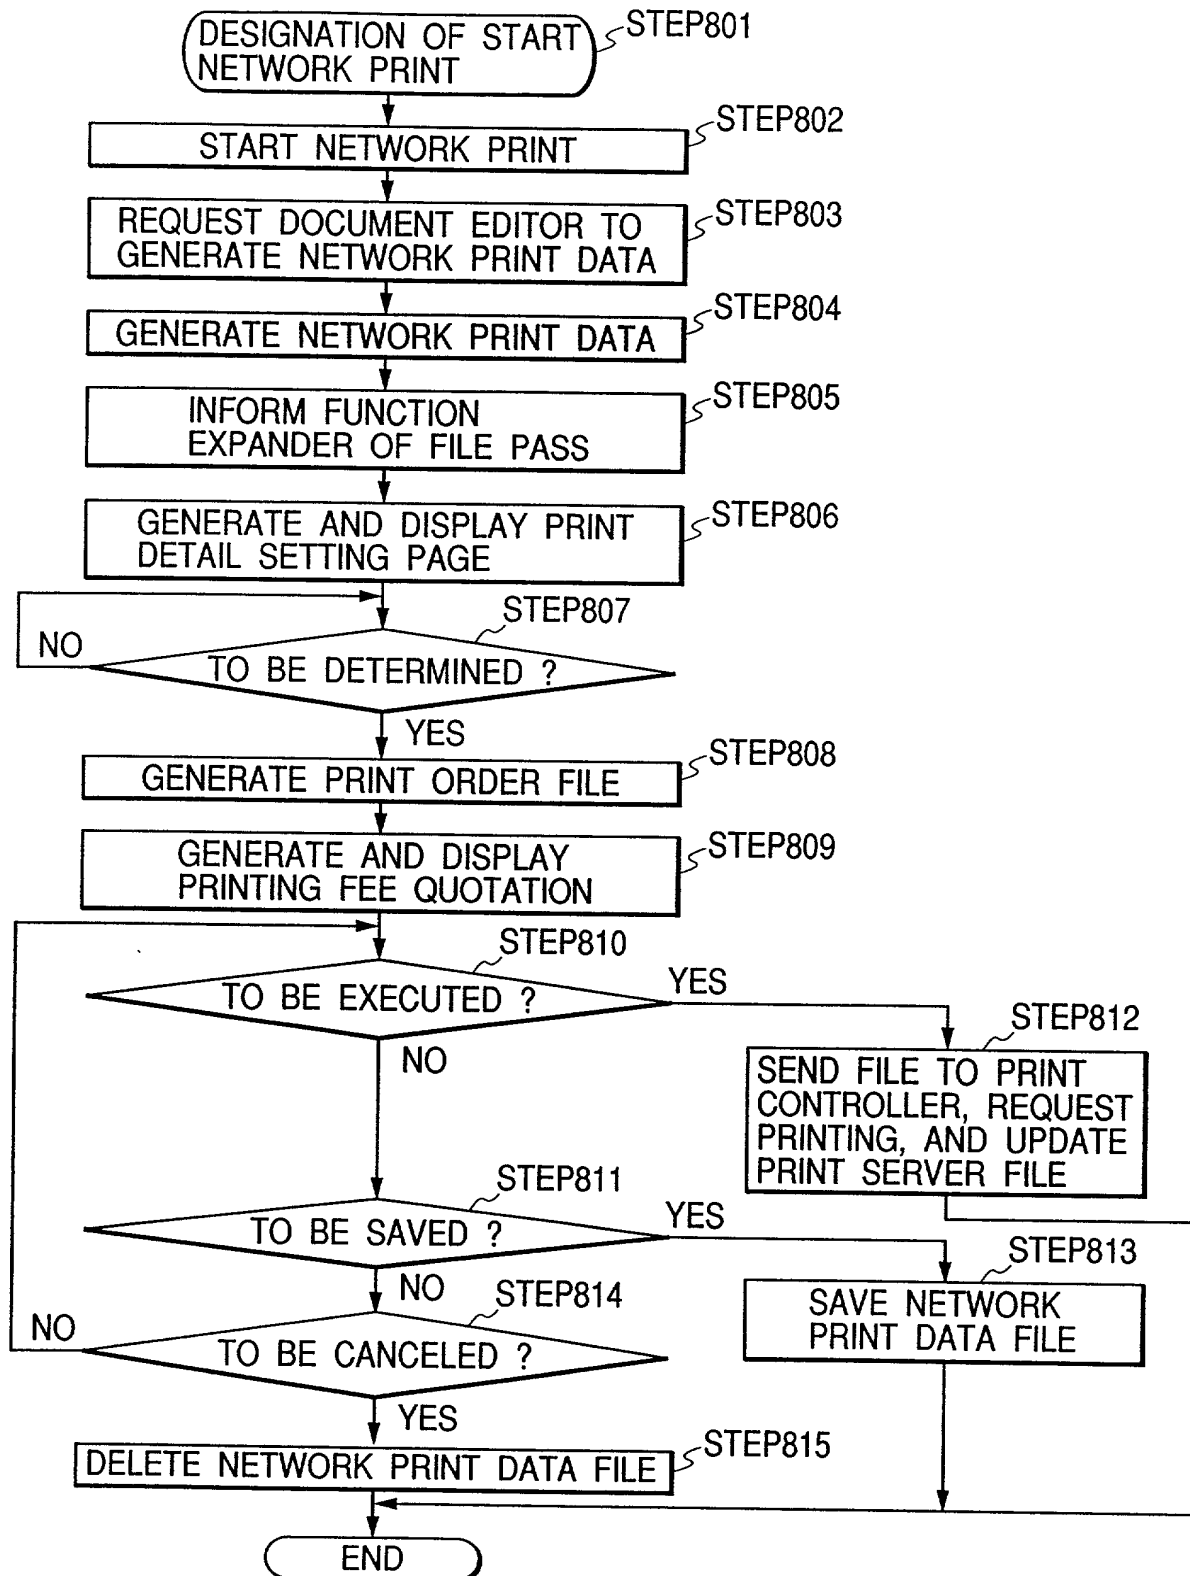 DESIGNATION OF START
NETWORK PRINT
STEP801
START NETWORK PRINT
STEP802
REQUEST DOCUMENT EDITOR TO
GENERATE NETWORK PRINT DATA
STEP803
GENERATE NETWORK PRINT DATA
STEP804
INFORM FUNCTION
EXPANDER OF FILE PASS
STEP805
GENERATE AND DISPLAY PRINT
DETAIL SETTING PAGE
STEP806
STEP807
NO
TO BE DETERMINED ?
YES
GENERATE PRINT ORDER FILE
STEP808
GENERATE AND DISPLAY
PRINTING FEE QUOTATION
STEP809
STEP810
TO BE EXECUTED ?
YES
NO
STEP812
SEND FILE TO PRINT
CONTROLLER, REQUEST
PRINTING, AND UPDATE
PRINT SERVER FILE
STEP811
TO BE SAVED ?
YES
NO
STEP813
SAVE NETWORK
PRINT DATA FILE
STEP814
NO
TO BE CANCELED ?
YES
DELETE NETWORK PRINT DATA FILE
STEP815
END